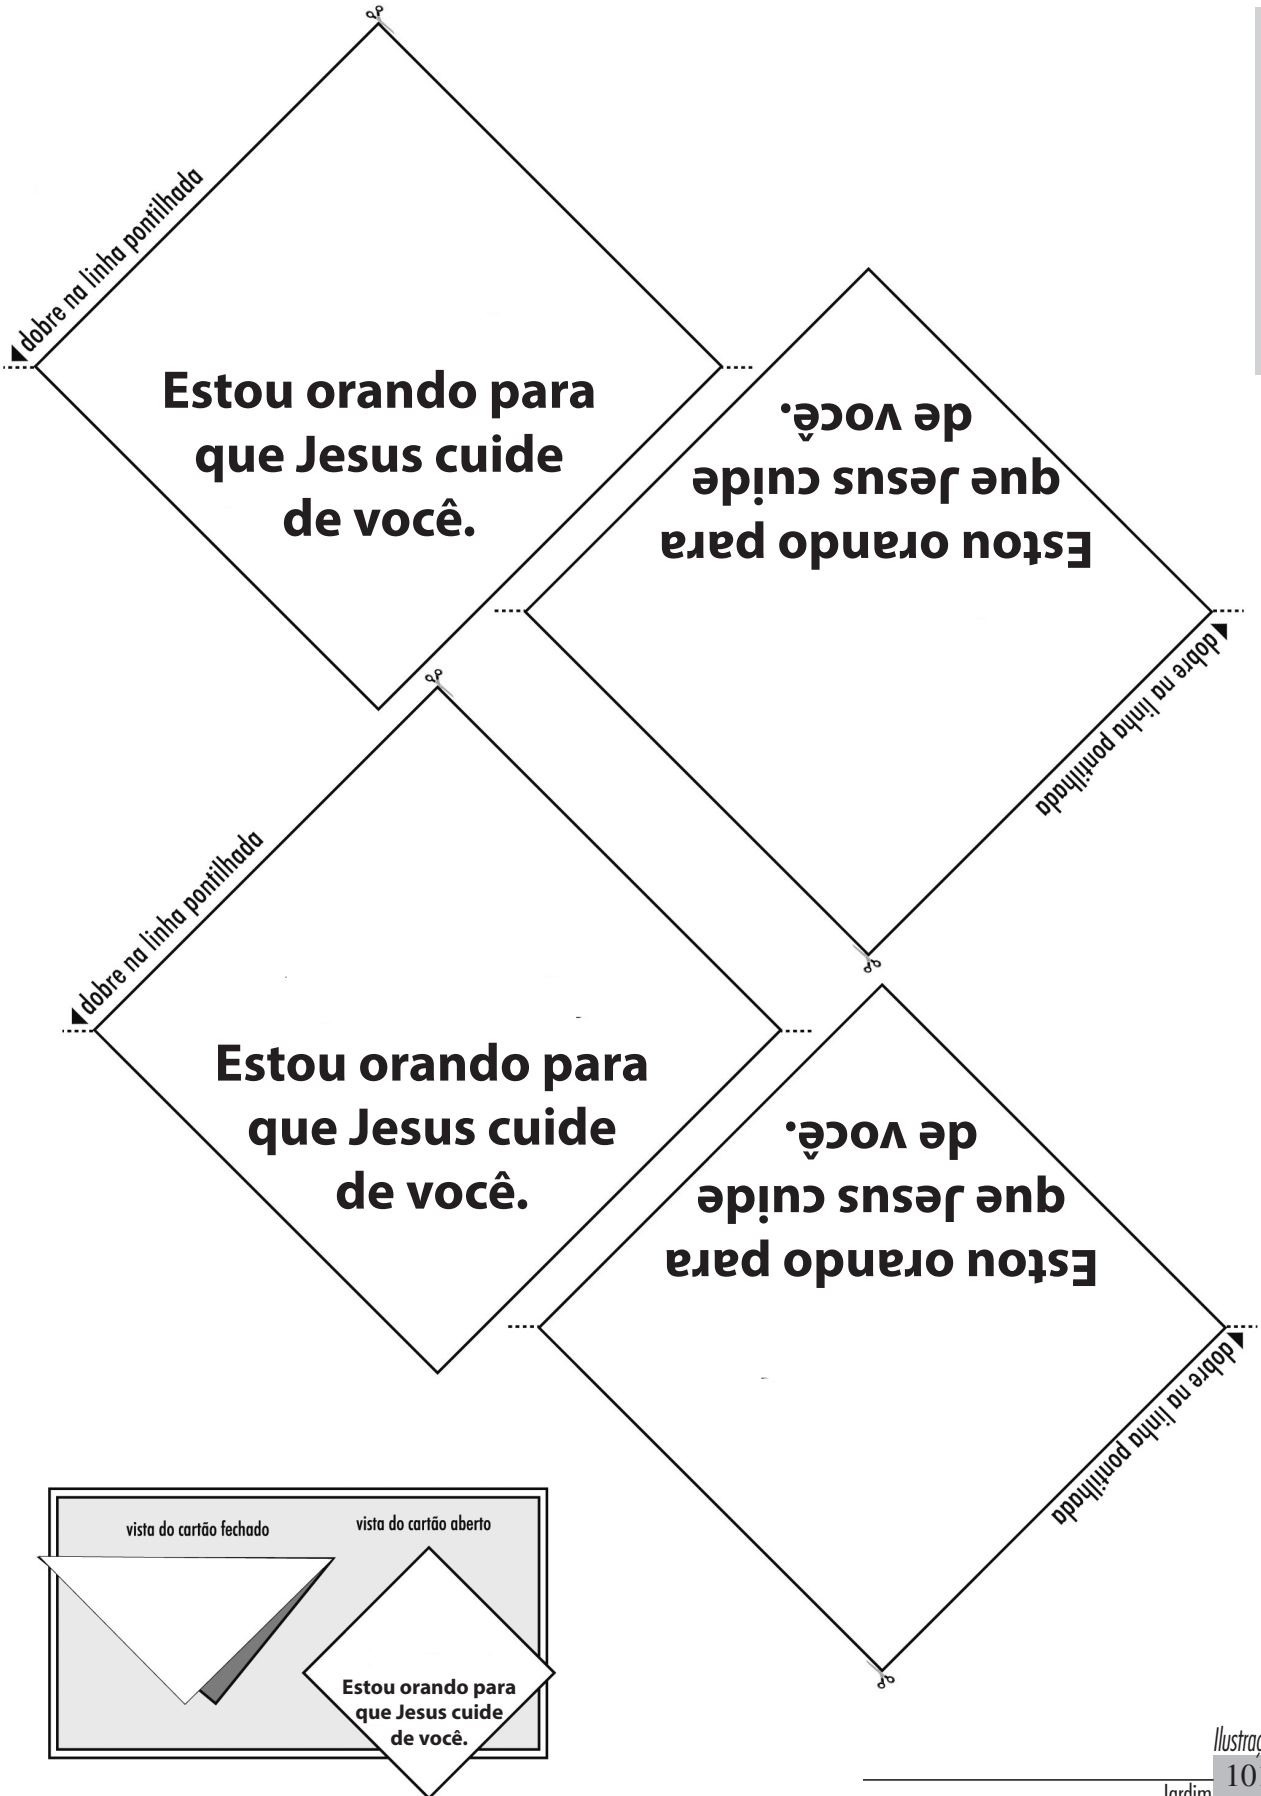 dobre na linha pontilhada
Estou orando para
que Jesus cuide
de você.
Estou orando para
que Jesus cuide
de você.
dobre na linha pontilhada
dobre na linha pontilhada
Estou orando para
que Jesus cuide
de você.
Estou orando para
que Jesus cuide
de você.
dobre na linha pontilhada
vista do cartão fechado
vista do cartão aberto
Estou orando para
que Jesus cuide
de você.
Jardim